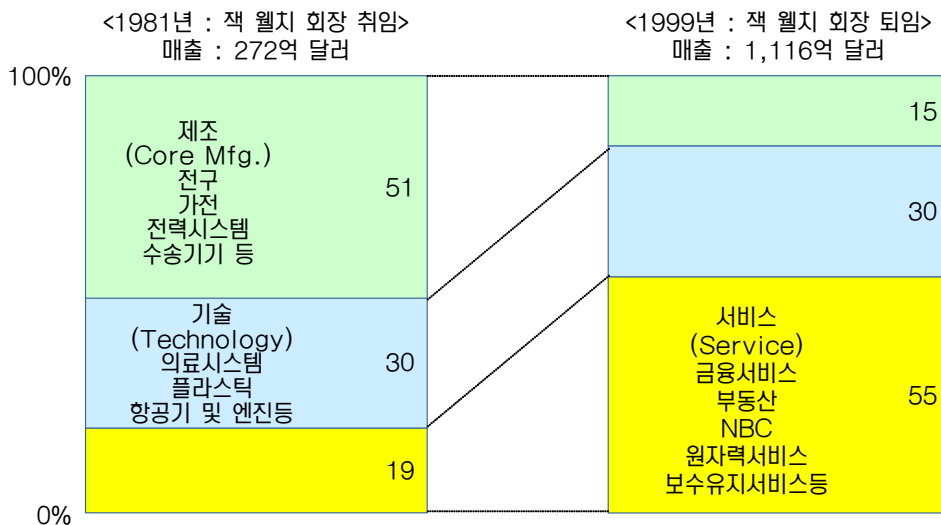 <1981년 : 잭 웰치 회장 취임>
매출 : 272억 달러
<1999년 : 잭 웰치 회장 퇴임>
매출 : 1,116억 달러
100%
제조
(Core Mfg.)
전구
가전
전력시스템
수송기기 등
51
기술
(Technology)
의료시스템
플라스틱
항공기 및 엔진등
30
19
0%
15
30
서비스
(Service)
금융서비스
부동산
NBC
원자력서비스
보수유지서비스등
55